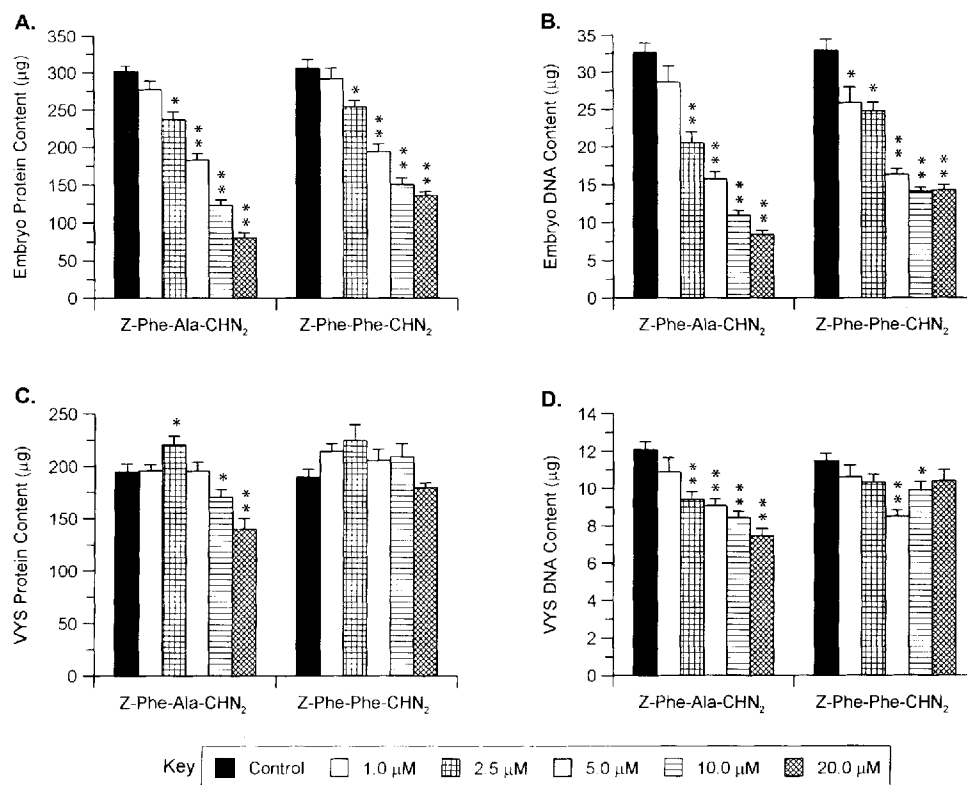 A.
Embryo Protein Content (µg)
300
250
200
150
100
50
0
*
**
**
**
*
**
**
**
Z-Phe-Ala-CHN₂
Z-Phe-Phe-CHN₂
B.
Embryo DNA Content (µg)
35
30
25
20
15
10
5
0
**
**
**
**
*
*
**
**
**
Z-Phe-Ala-CHN₂
Z-Phe-Phe-CHN₂
C.
VYS Protein Content (µg)
250
200
150
100
50
0
*
*
**
Z-Phe-Ala-CHN₂
Z-Phe-Phe-CHN₂
D.
VYS DNA Content (µg)
14
12
10
8
6
4
2
0
**
**
**
**
**
*
Z-Phe-Ala-CHN₂
Z-Phe-Phe-CHN₂
Key
Control
1.0 µM
2.5 µM
5.0 µM
10.0 µM
20.0 µM